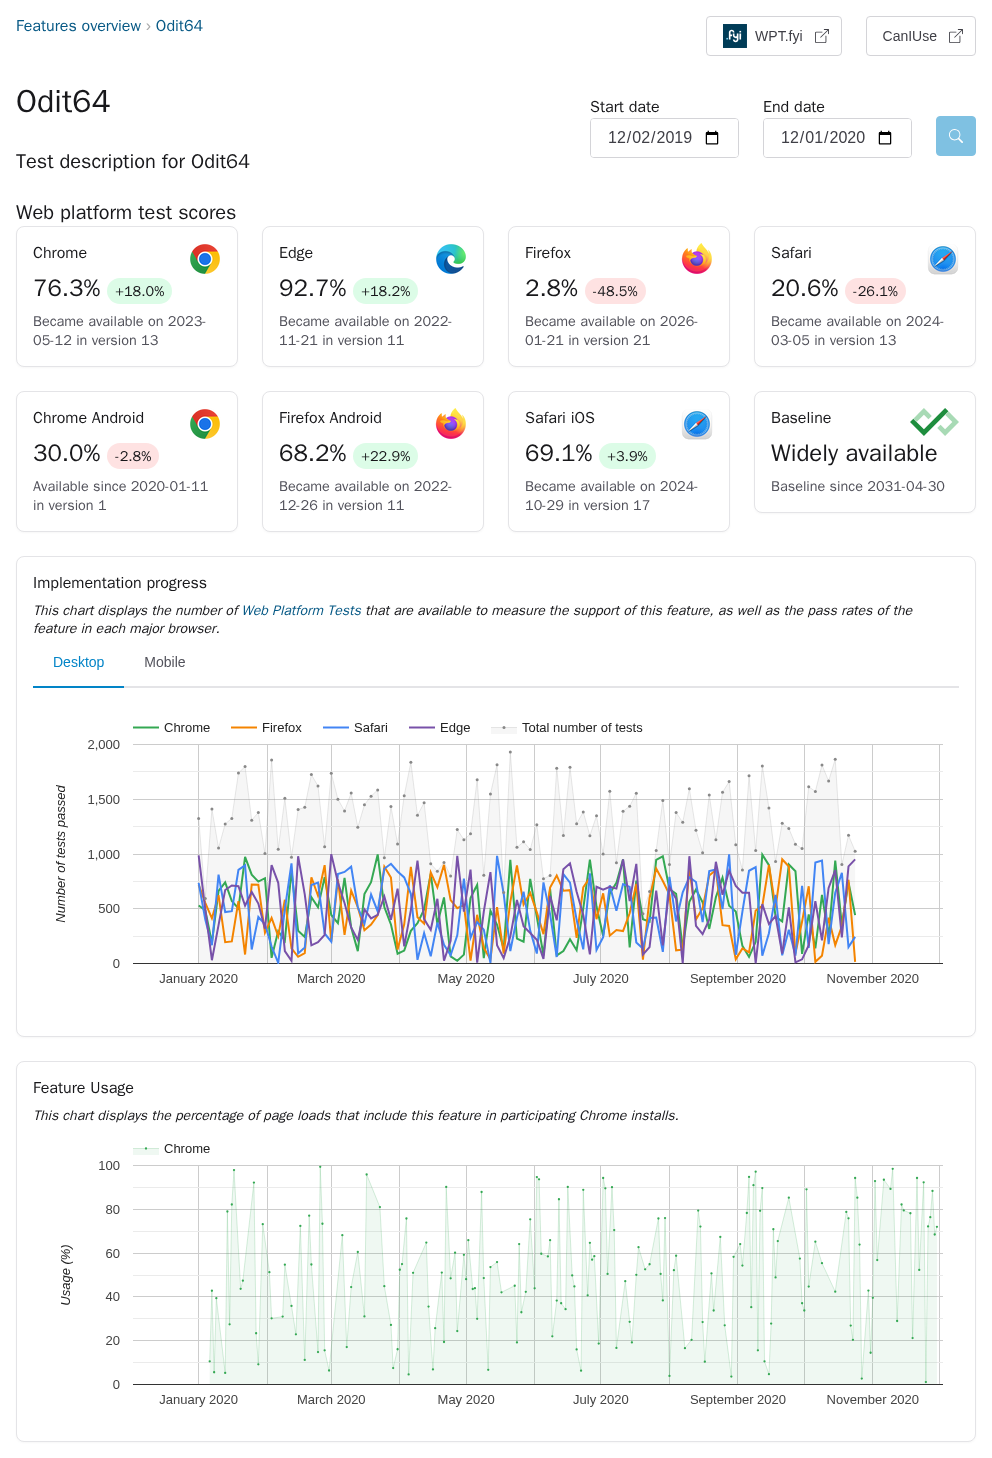 Features overview › Odit64
WPT.fyi
CanIUse
Odit64
Start date
End date
12/02/2019
12/01/2020
Test description for Odit64
Web platform test scores
Chrome
76.3% +18.0%
Became available on 2023-
05-12 in version 13
Edge
92.7% +18.2%
Became available on 2022-
11-21 in version 11
Firefox
2.8% -48.5%
Became available on 2026-
01-21 in version 21
Safari
20.6% -26.1%
Became available on 2024-
03-05 in version 13
Chrome Android
30.0% -2.8%
Available since 2020-01-11
in version 1
Firefox Android
68.2% +22.9%
Became available on 2022-
12-26 in version 11
Safari iOS
69.1% +3.9%
Became available on 2024-
10-29 in version 17
Baseline
Widely available
Baseline since 2031-04-30
Implementation progress
This chart displays the number of Web Platform Tests that are available to measure the support of this feature, as well as the pass rates of the
feature in each major browser.
Desktop Mobile
Chrome Firefox Safari Edge Total number of tests
Number of tests passed
2,000
1,500
1,000
500
0
January 2020 March 2020 May 2020 July 2020 September 2020 November 2020
Feature Usage
This chart displays the percentage of page loads that include this feature in participating Chrome installs.
Chrome
Usage (%)
100
80
60
40
20
0
January 2020 March 2020 May 2020 July 2020 September 2020 November 2020